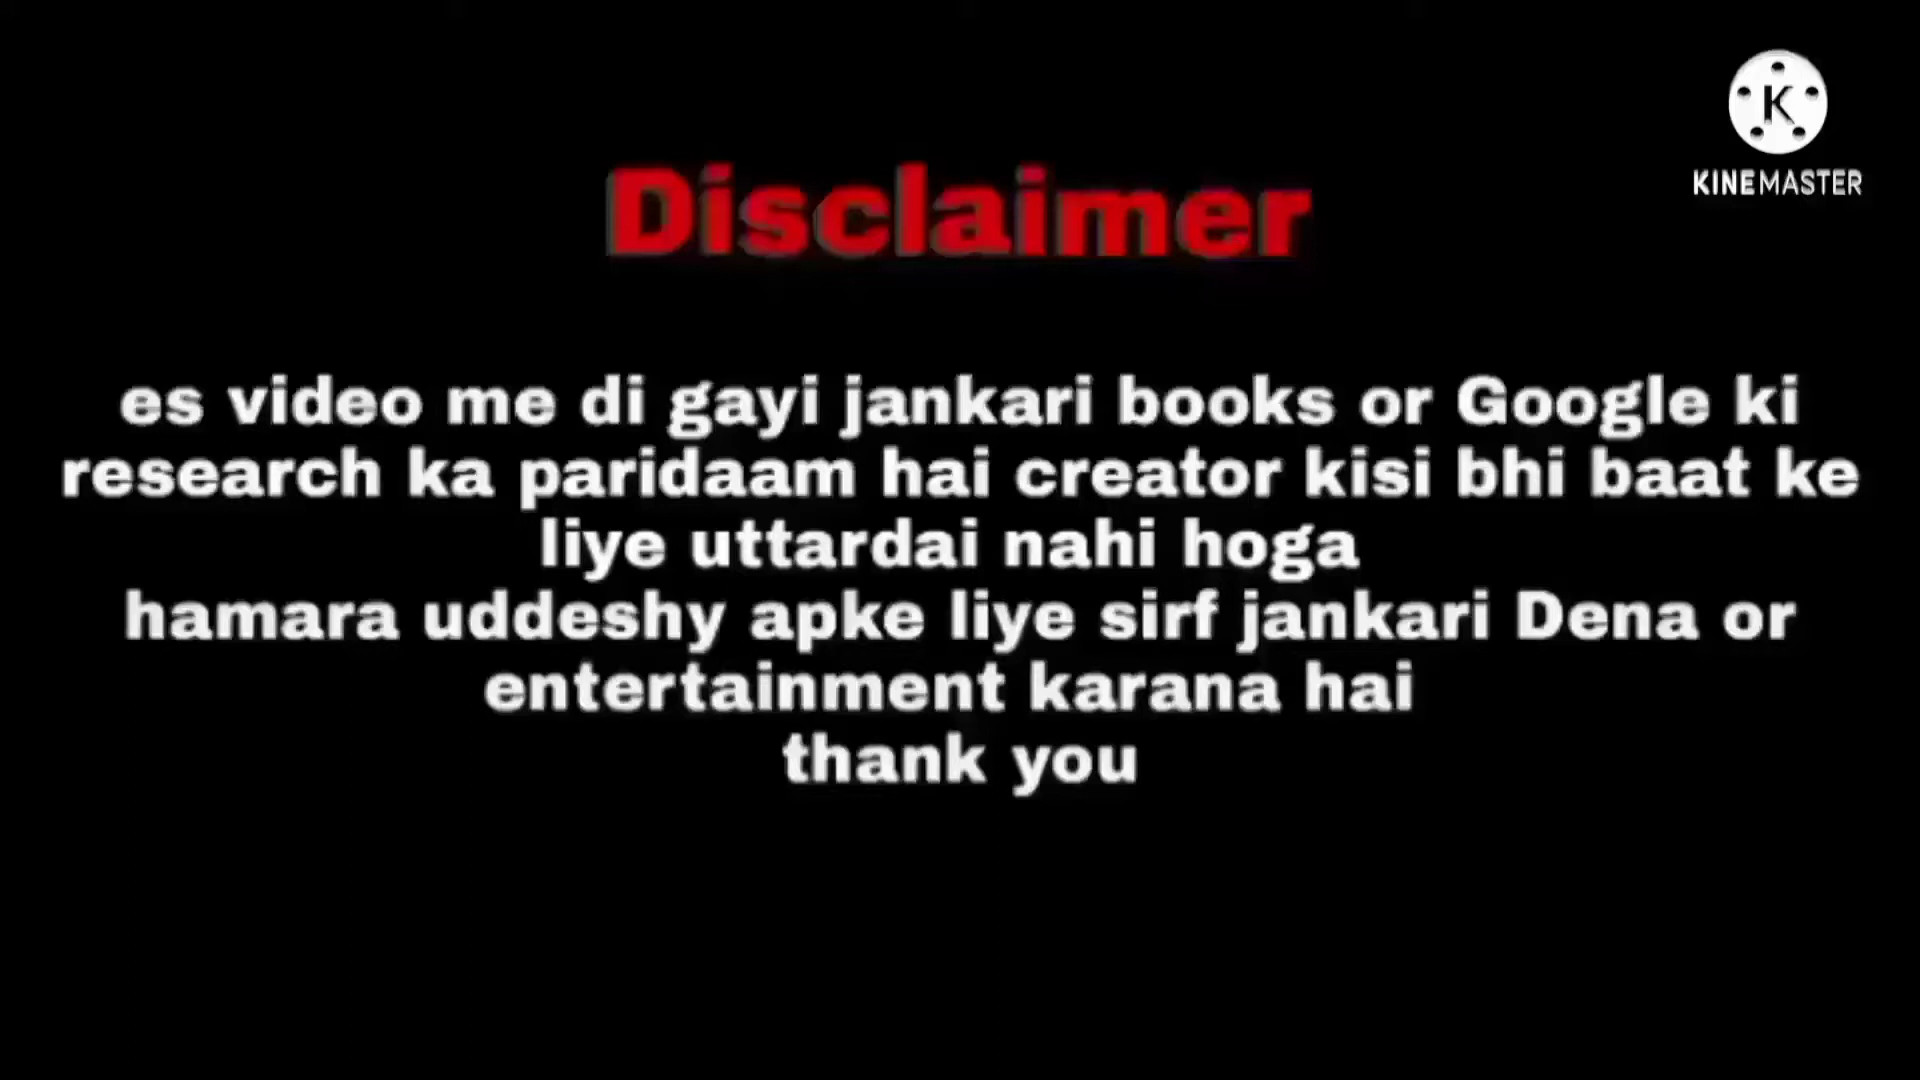 K
KINEMASTER
Disclaimer
es video me di gayi jankari books or Google ki
research ka paridaam hai creator kisi bhi baat ke
liye uttardai nahi hoga
hamara uddeshy apke liye sirf jankari Dena or
entertainment karana hai
thank you